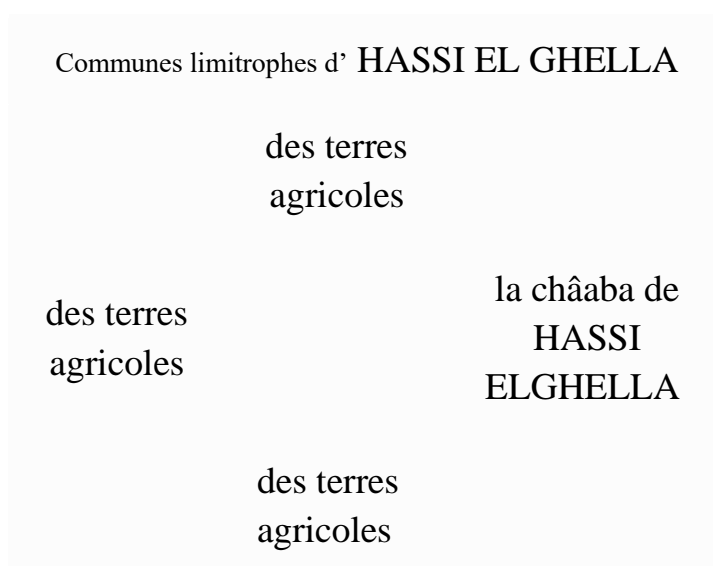 Communes limitrophes d’ HASSI EL GHELLA
des terres
agricoles
des terres
agricoles
la châaba de
HASSI
ELGHELLA
des terres
agricoles